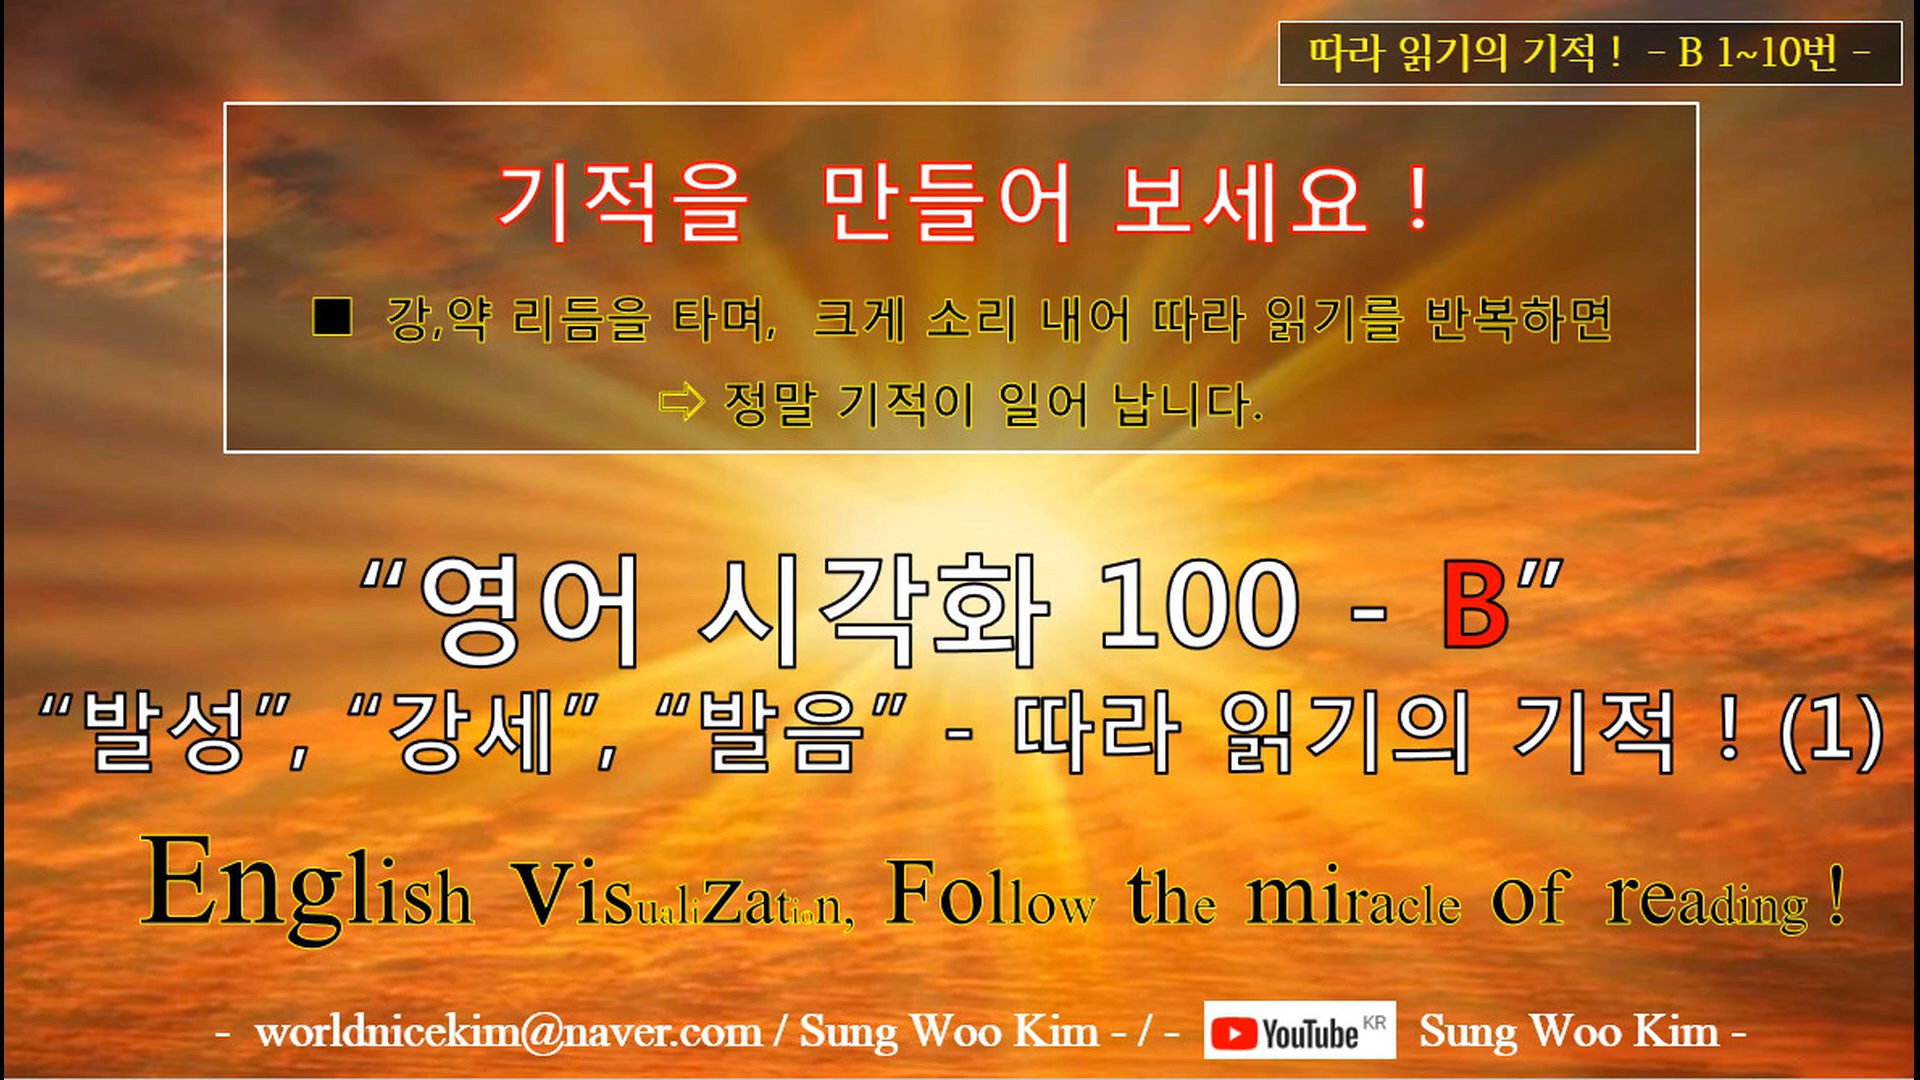 따라 읽기의 기적 ! - B 1~10번 -
기적을 만들어 보세요 !
■ 강,약 리듬을 타며, 크게 소리 내어 따라 읽기를 반복하면
⇨ 정말 기적이 일어 납니다.
“영어 시각화 100 - B”
“발성”, “강세”, “발음” - 따라 읽기의 기적 ! (1)
English Visualization, Follow the miracle of reading !
- worldnicekim@naver.com / Sung Woo Kim - / - YouTube KR Sung Woo Kim -